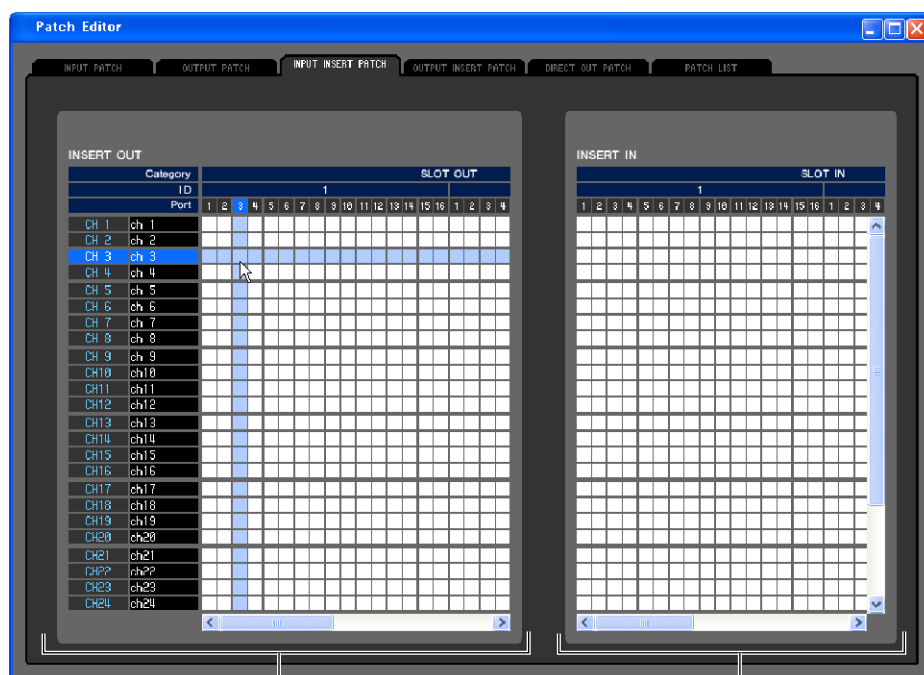 Patch Editor
INPUT PATCH OUTPUT PATCH INPUT INSERT PATCH OUTPUT INSERT PATCH DIRECT OUT PATCH PATCH LIST
INSERT OUT
Category SLOT OUT
ID 1
Port 1 2 3 4 5 6 7 8 9 10 11 12 13 14 15 16 1 2 3 4
CH 1 ch 1
CH 2 ch 2
CH 3 ch 3
CH 4 ch 4
CH 5 ch 5
CH 6 ch 6
CH 7 ch 7
CH 8 ch 8
CH 9 ch 9
CH10 ch10
CH11 ch11
CH12 ch12
CH13 ch13
CH14 ch14
CH15 ch15
CH16 ch16
CH17 ch17
CH18 ch18
CH19 ch19
CH20 ch20
CH21 ch21
CH22 ch22
CH23 ch23
CH24 ch24
INSERT IN
SLOT IN
1
1 2 3 4 5 6 7 8 9 10 11 12 13 14 15 16 1 2 3 4